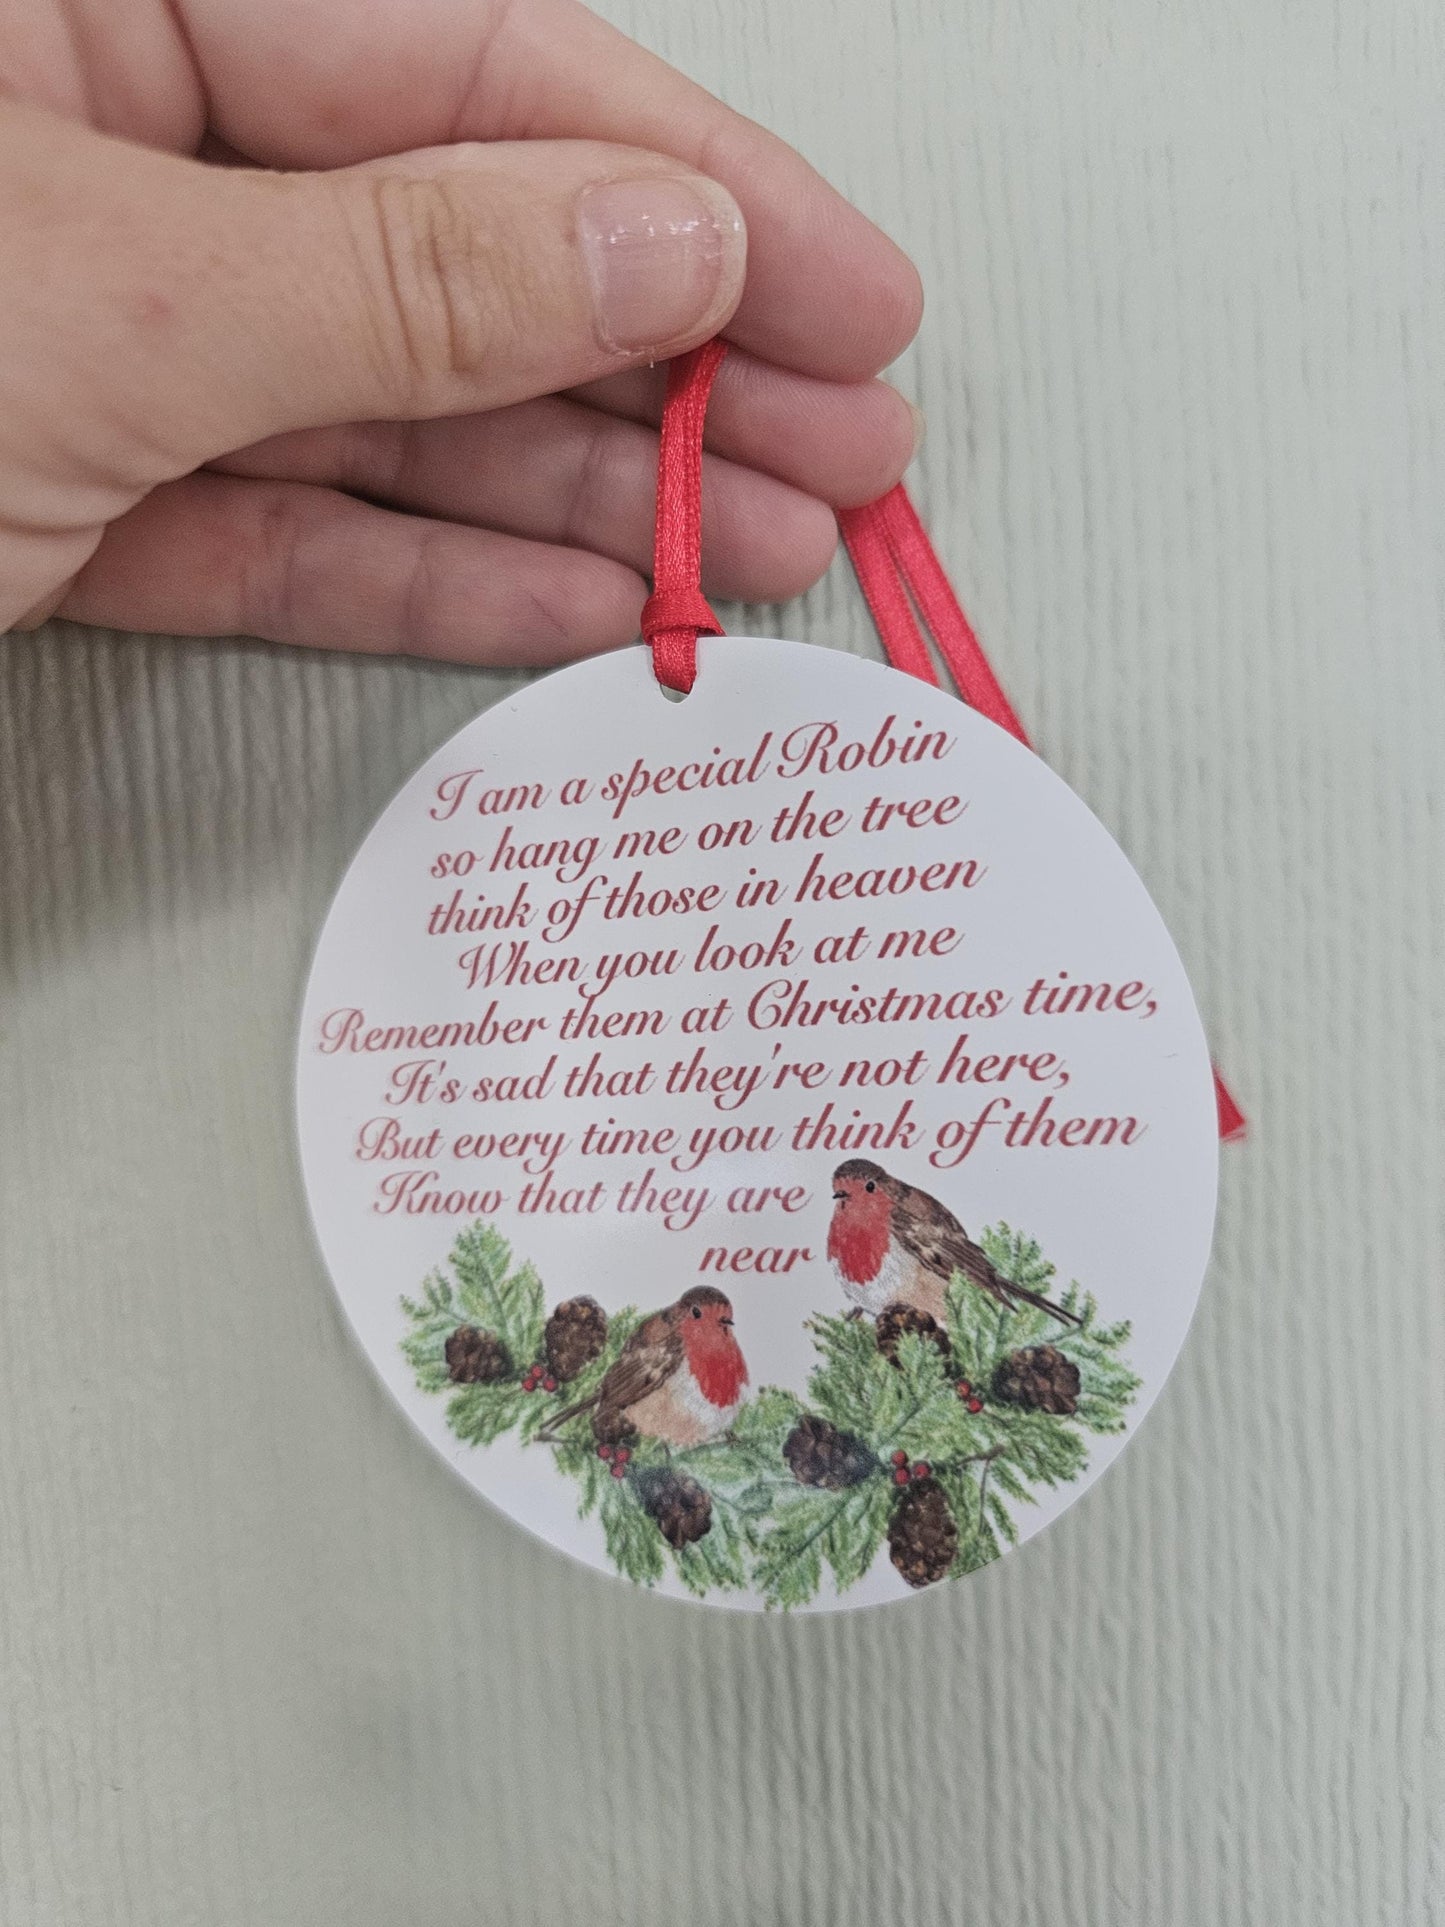 I am a special Robin
so hang me on the tree
think of those in heaven
When you look at me
Remember them at Christmas time,
It's sad that they're not here,
But every time you think of them
Know that they are
near